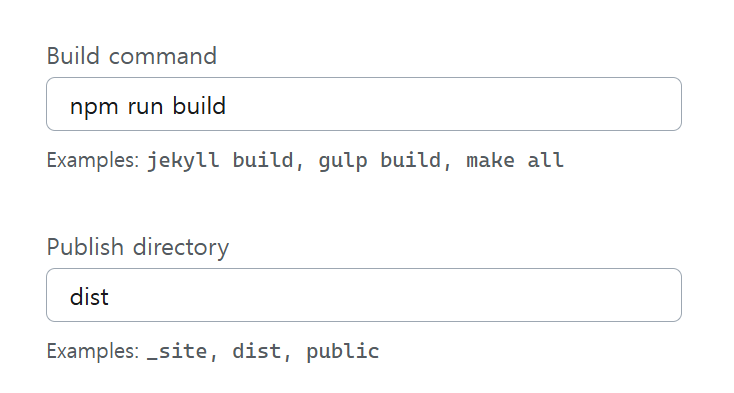 Build command
npm run build
Examples: jekyll build, gulp build, make all
Publish directory
dist
Examples: _site, dist, public